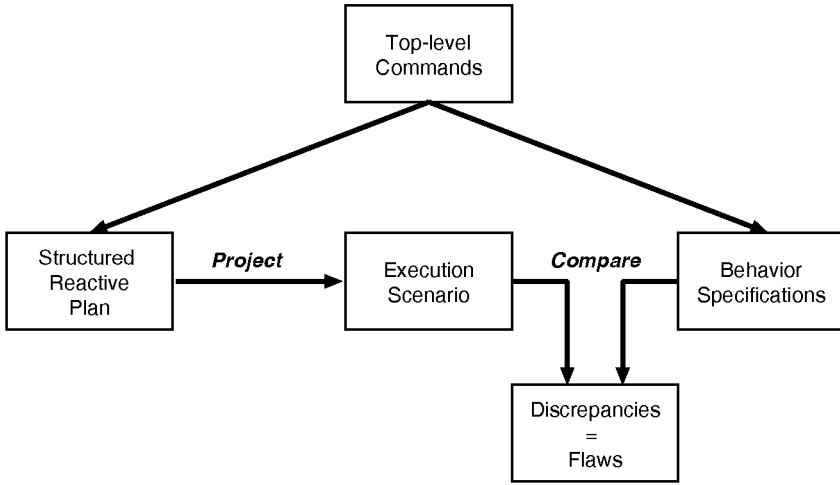 Top-level
Commands
Structured
Reactive
Plan
Project
Execution
Scenario
Compare
Behavior
Specifications
Discrepancies
=
Flaws